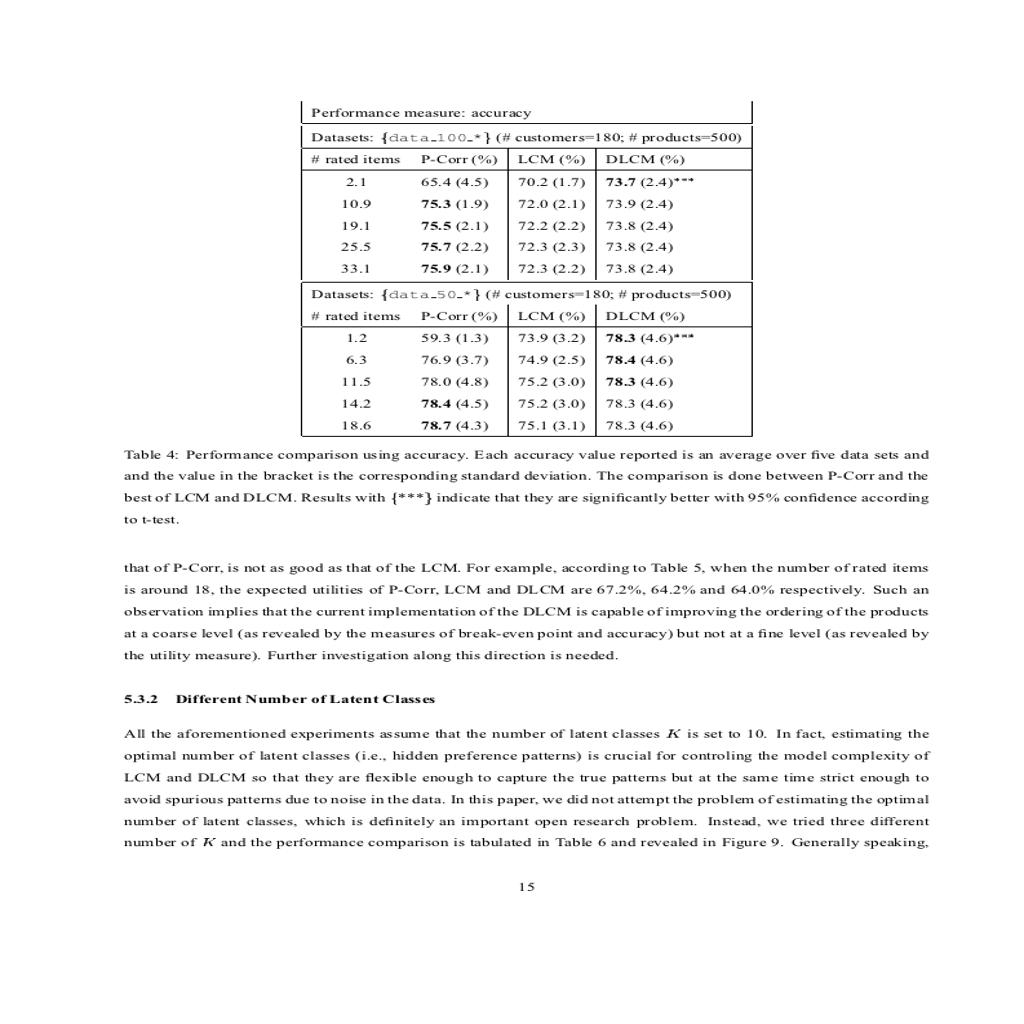 Performance measure: accuracy
Datasets: {data_100_*} (# customers=180; # products=500)
# rated items P-Corr (%) LCM (%) DLCM (%)
2.1 65.4 (4.5) 70.2 (1.7) 73.7 (2.4)***
10.9 75.3 (1.9) 72.0 (2.1) 73.9 (2.4)
19.1 75.5 (2.1) 72.2 (2.2) 73.8 (2.4)
25.5 75.7 (2.2) 72.3 (2.3) 73.8 (2.4)
33.1 75.9 (2.1) 72.3 (2.2) 73.8 (2.4)
Datasets: {data_50_*} (# customers=180; # products=500)
# rated items P-Corr (%) LCM (%) DLCM (%)
1.2 59.3 (1.3) 73.9 (3.2) 78.3 (4.6)***
6.3 76.9 (3.7) 74.9 (2.5) 78.4 (4.6)
11.5 78.0 (4.8) 75.2 (3.0) 78.3 (4.6)
14.2 78.4 (4.5) 75.2 (3.0) 78.3 (4.6)
18.6 78.7 (4.3) 75.1 (3.1) 78.3 (4.6)
Table 4: Performance comparison using accuracy. Each accuracy value reported is an average over five data sets and
and the value in the bracket is the corresponding standard deviation. The comparison is done between P-Corr and the
best of LCM and DLCM. Results with {***} indicate that they are significantly better with 95% confidence according
to t-test.
that of P-Corr, is not as good as that of the LCM. For example, according to Table 5, when the number of rated items
is around 18, the expected utilities of P-Corr, LCM and DLCM are 67.2%, 64.2% and 64.0% respectively. Such an
observation implies that the current implementation of the DLCM is capable of improving the ordering of the products
at a coarse level (as revealed by the measures of break-even point and accuracy) but not at a fine level (as revealed by
the utility measure). Further investigation along this direction is needed.
5.3.2 Different Number of Latent Classes
All the aforementioned experiments assume that the number of latent classes K is set to 10. In fact, estimating the
optimal number of latent classes (i.e., hidden preference patterns) is crucial for controling the model complexity of
LCM and DLCM so that they are flexible enough to capture the true patterns but at the same time strict enough to
avoid spurious patterns due to noise in the data. In this paper, we did not attempt the problem of estimating the optimal
number of latent classes, which is definitely an important open research problem. Instead, we tried three different
number of K and the performance comparison is tabulated in Table 6 and revealed in Figure 9. Generally speaking,
15